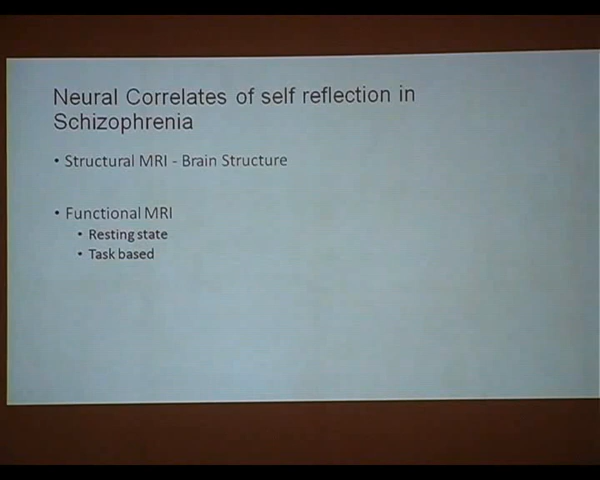 Neural Correlates of self reflection in
Schizophrenia
• Structural MRI - Brain Structure
• Functional MRI
• Resting state
• Task based